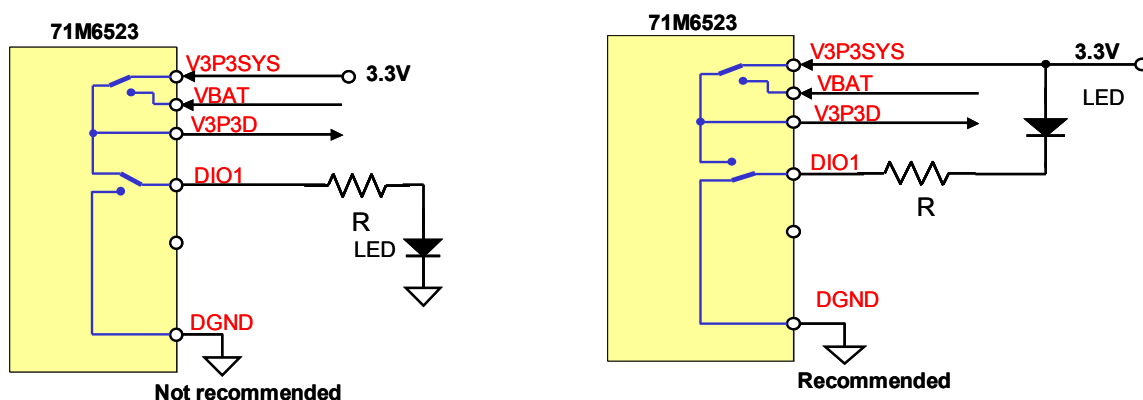 71M6523
V3P3SYS
3.3V
VBAT
V3P3D
DIO1
R
LED
DGND
Not recommended
71M6523
V3P3SYS
3.3V
VBAT
LED
V3P3D
DIO1
R
DGND
Recommended